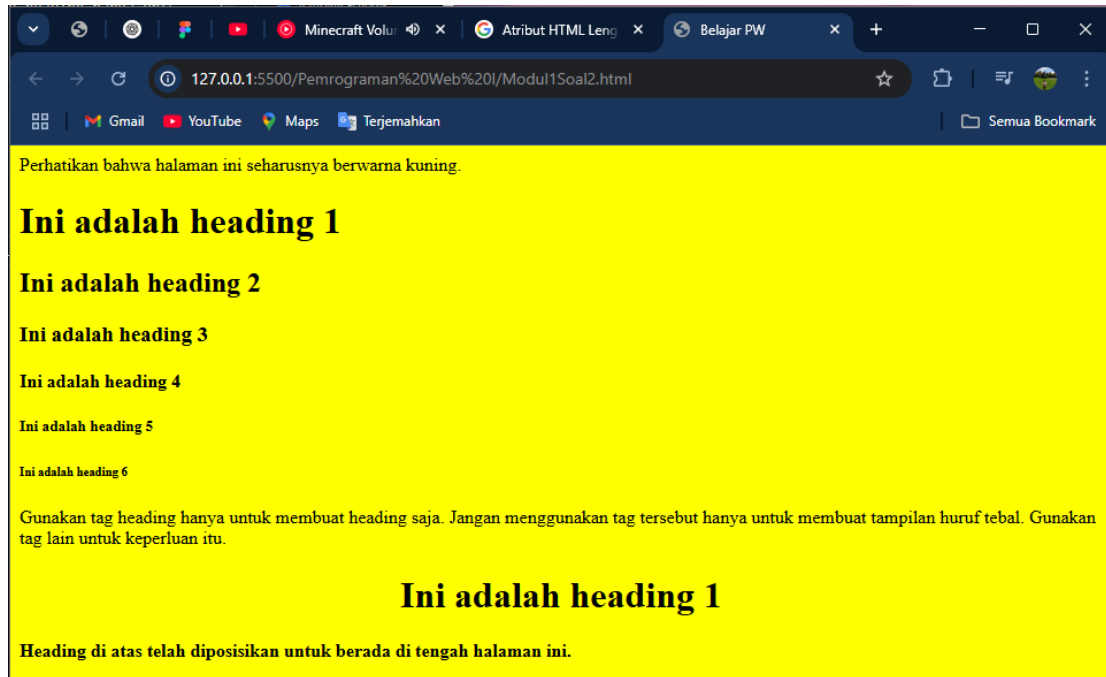 Minecraft Volur
Atribut HTML Leng
Belajar PW
127.0.0.1:5500/Pemrograman%20Web%20I/Modul1Soal2.html
Gmail
YouTube
Maps
Terjemahkan
Semua Bookmark
Perhatikan bahwa halaman ini seharusnya berwarna kuning.
Ini adalah heading 1
Ini adalah heading 2
Ini adalah heading 3
Ini adalah heading 4
Ini adalah heading 5
Ini adalah heading 6
Gunakan tag heading hanya untuk membuat heading saja. Jangan menggunakan tag tersebut hanya untuk membuat tampilan huruf tebal. Gunakan
tag lain untuk keperluan itu.
Ini adalah heading 1
Heading di atas telah diposisikan untuk berada di tengah halaman ini.